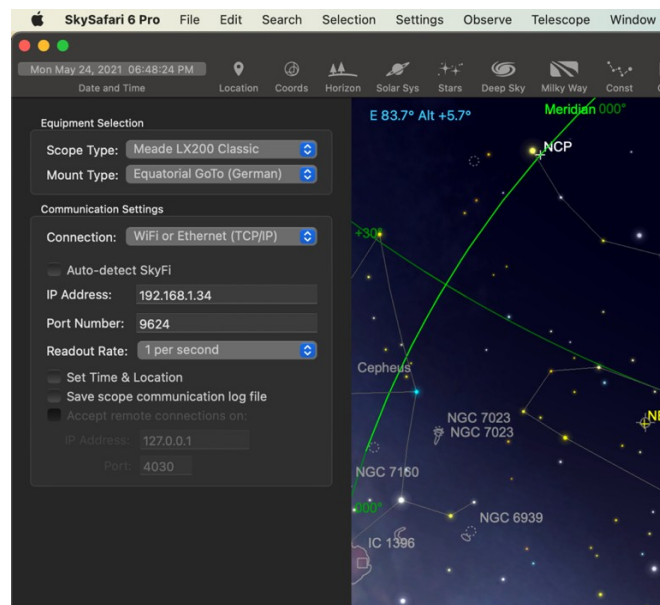 SkySafari 6 Pro File Edit Search Selection Settings Observe Telescope Window
Mon May 24, 2021 06:48:24 PM
Date and Time Location Coords Horizon Solar Sys Stars Deep Sky Milky Way Const
Equipment Selection
Scope Type: Meade LX200 Classic
Mount Type: Equatorial GoTo (German)
Communication Settings
Connection: WiFi or Ethernet (TCP/IP)
Auto-detect SkyFi
IP Address: 192.168.1.34
Port Number: 9624
Readout Rate: 1 per second
Set Time & Location
Save scope communication log file
Accept remote connections on:
IP Address: 127.0.0.1
Port: 4030
E 83.7° Alt +5.7°
Meridian 000°
NCP
+30°
Cepheus
NGC 7023
NGC 7023
NGC 7160
000°
NGC 6939
IC 1396